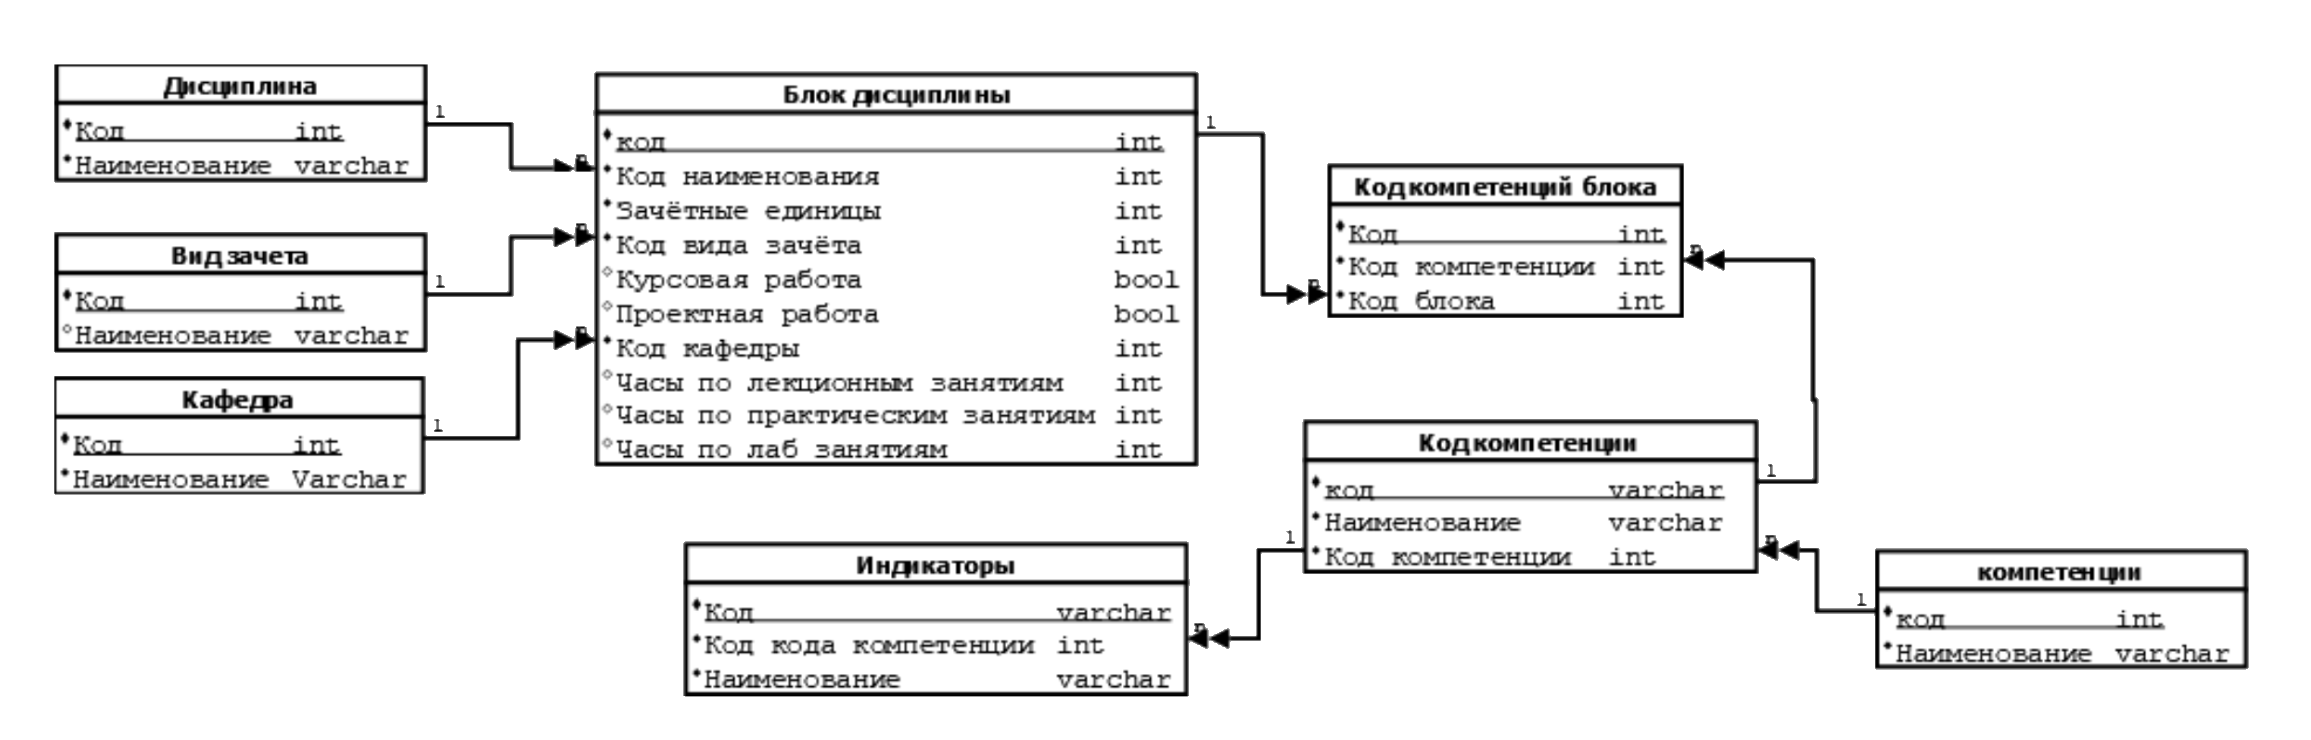 Дисциплина
Код int
Наименование varchar
1
n
Вид зачета
Код int
Наименование varchar
1
n
Кафедра
Код int
Наименование Varchar
1
n
Блок дисциплины
код int
Код наименования int
Зачётные единицы int
Код вида зачёта int
Курсовая работа bool
Проектная работа bool
Код кафедры int
Часы по лекционным занятиям int
Часы по практическим занятиям int
Часы по лаб занятиям int
1
n
Код компетенций блока
Код int
Код компетенции int
Код блока int
n
Код компетенции
код varchar
Наименование varchar
Код компетенции int
1
1
n
Индикаторы
Код varchar
Код кода компетенции int
Наименование varchar
n
компетенции
код int
Наименование varchar
1